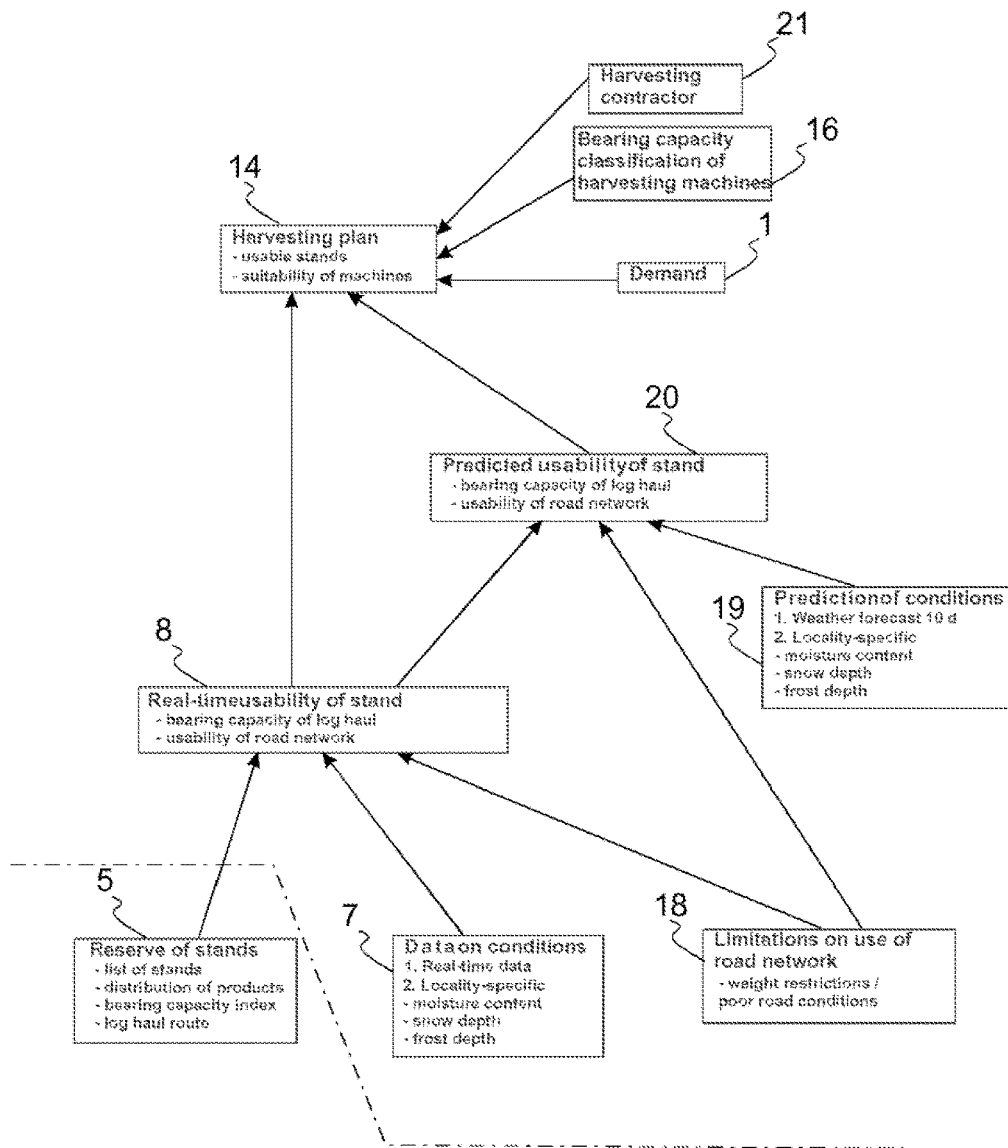 21
Harvesting
contractor
Bearing capacity
classification of
harvesting machines
16
14
Harvesting plan
- usable stands
- suitability of machines
1
Demand
20
Predicted usabilityof stand
- bearing capacity of log haul
- usability of road network
19
Predictionof conditions
1. Weather forecast 10 d
2. Locality-specific
- moisture content
- snow depth
- frost depth
8
Real-timeusability of stand
- bearing capacity of log haul
- usability of road network
5
Reserve of stands
- list of stands
- distribution of products
- bearing capacity index
- log haul route
7
Dataon conditions
1. Real-time data
2. Locality-specific
- moisture content
- snow depth
- frost depth
18
Limitations on use of
road network
- weight restrictions /
poor road conditions